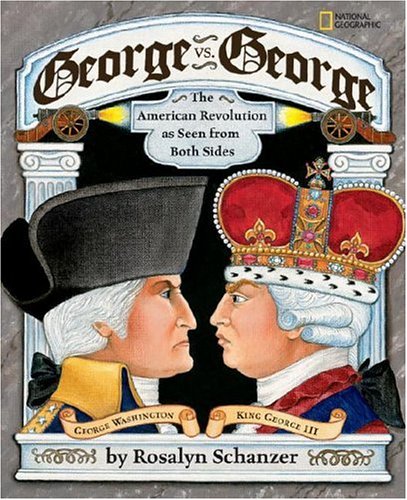 NATIONAL
GEOGRAPHIC
George vs. George
The
American Revolution
as Seen from
Both Sides
GEORGE WASHINGTON
KING GEORGE III
by Rosalyn Schanzer